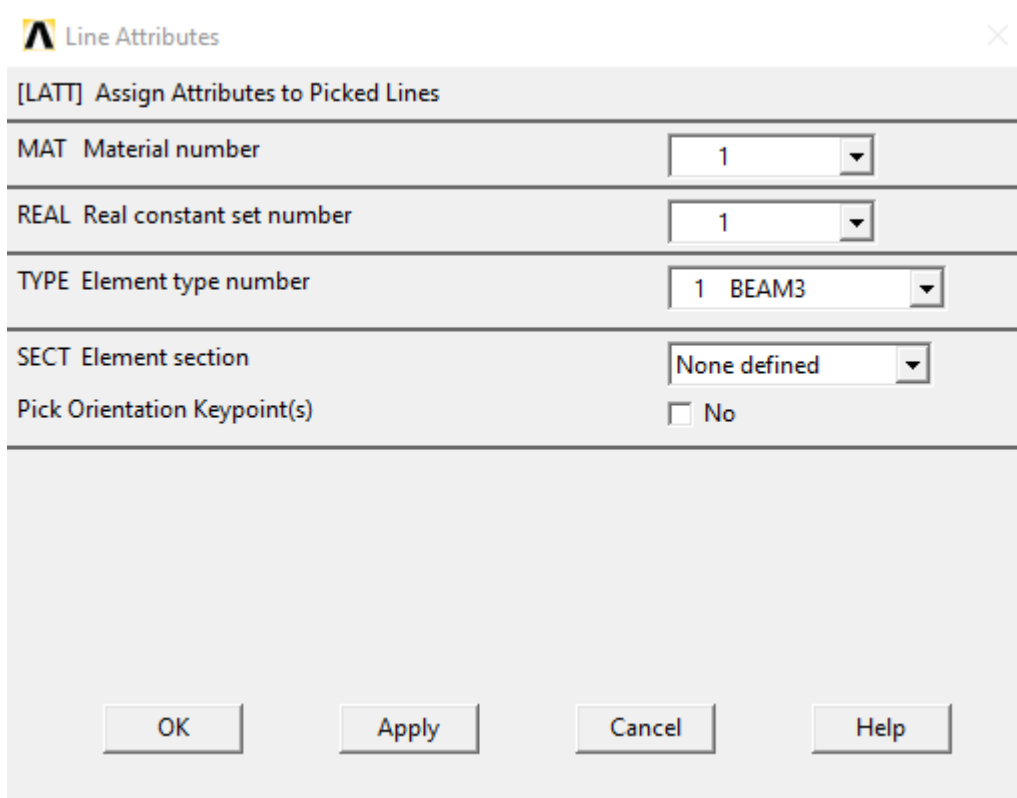 Line Attributes
[LATT] Assign Attributes to Picked Lines
MAT Material number 1
REAL Real constant set number 1
TYPE Element type number 1 BEAM3
SECT Element section None defined
Pick Orientation Keypoint(s) No
OK Apply Cancel Help